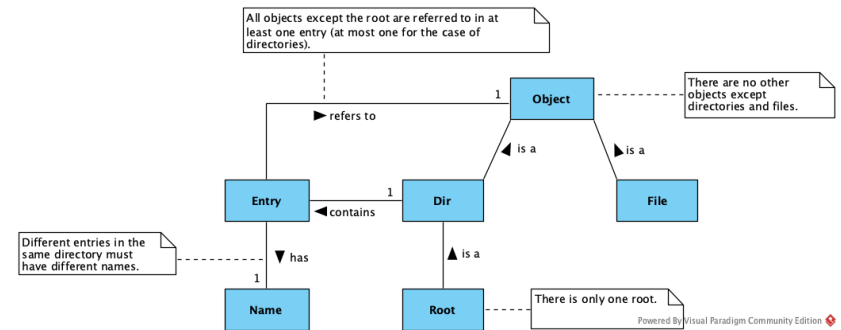 All objects except the root are referred to in at
least one entry (at most one for the case of
directories).
There are no other
objects except
directories and files.
1
Object
refers to
is a
is a
Entry
1
contains
Dir
File
Different entries in the
same directory must
have different names.
has
is a
1
Name
Root
There is only one root.
Powered By Visual Paradigm Community Edition